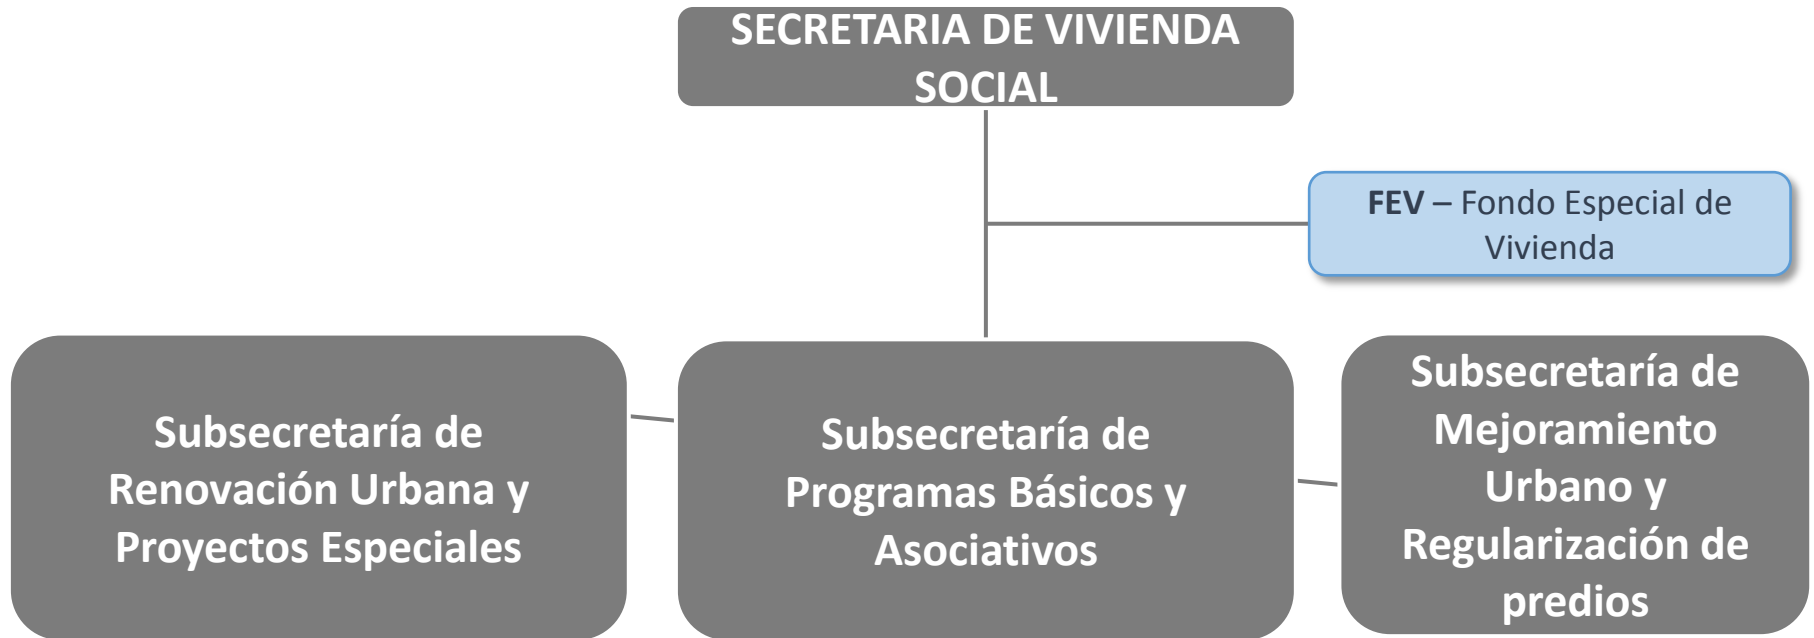 SECRETARIA DE VIVIENDA
SOCIAL
FEV – Fondo Especial de
Vivienda
Subsecretaría de
Renovación Urbana y
Proyectos Especiales
Subsecretaría de
Programas Básicos y
Asociativos
Subsecretaría de
Mejoramiento
Urbano y
Regularización de
predios